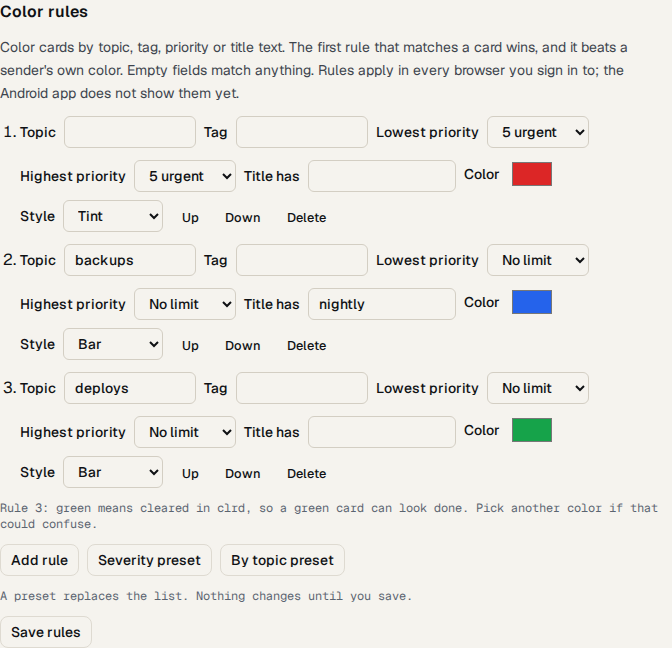 Color rules
Color cards by topic, tag, priority or title text. The first rule that matches a card wins, and it beats a
sender's own color. Empty fields match anything. Rules apply in every browser you sign in to; the
Android app does not show them yet.
1. Topic Tag Lowest priority 5 urgent
Highest priority 5 urgent Title has Color
Style Tint Up Down Delete
2. Topic backups Tag Lowest priority No limit
Highest priority No limit Title has nightly Color
Style Bar Up Down Delete
3. Topic deploys Tag Lowest priority No limit
Highest priority No limit Title has Color
Style Bar Up Down Delete
Rule 3: green means cleared in clrd, so a green card can look done. Pick another color if that
could confuse.
Add rule Severity preset By topic preset
A preset replaces the list. Nothing changes until you save.
Save rules